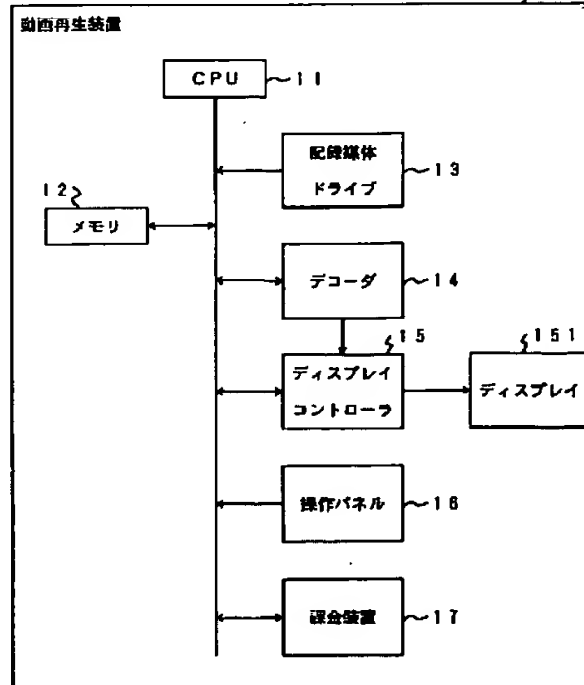 動画再生装置
CPU 11
記録媒体
ドライブ 13
12
メモリ
デコーダ 14
15
151
ディスプレイ
コントローラ
ディスプレイ
操作パネル 16
課金装置 17